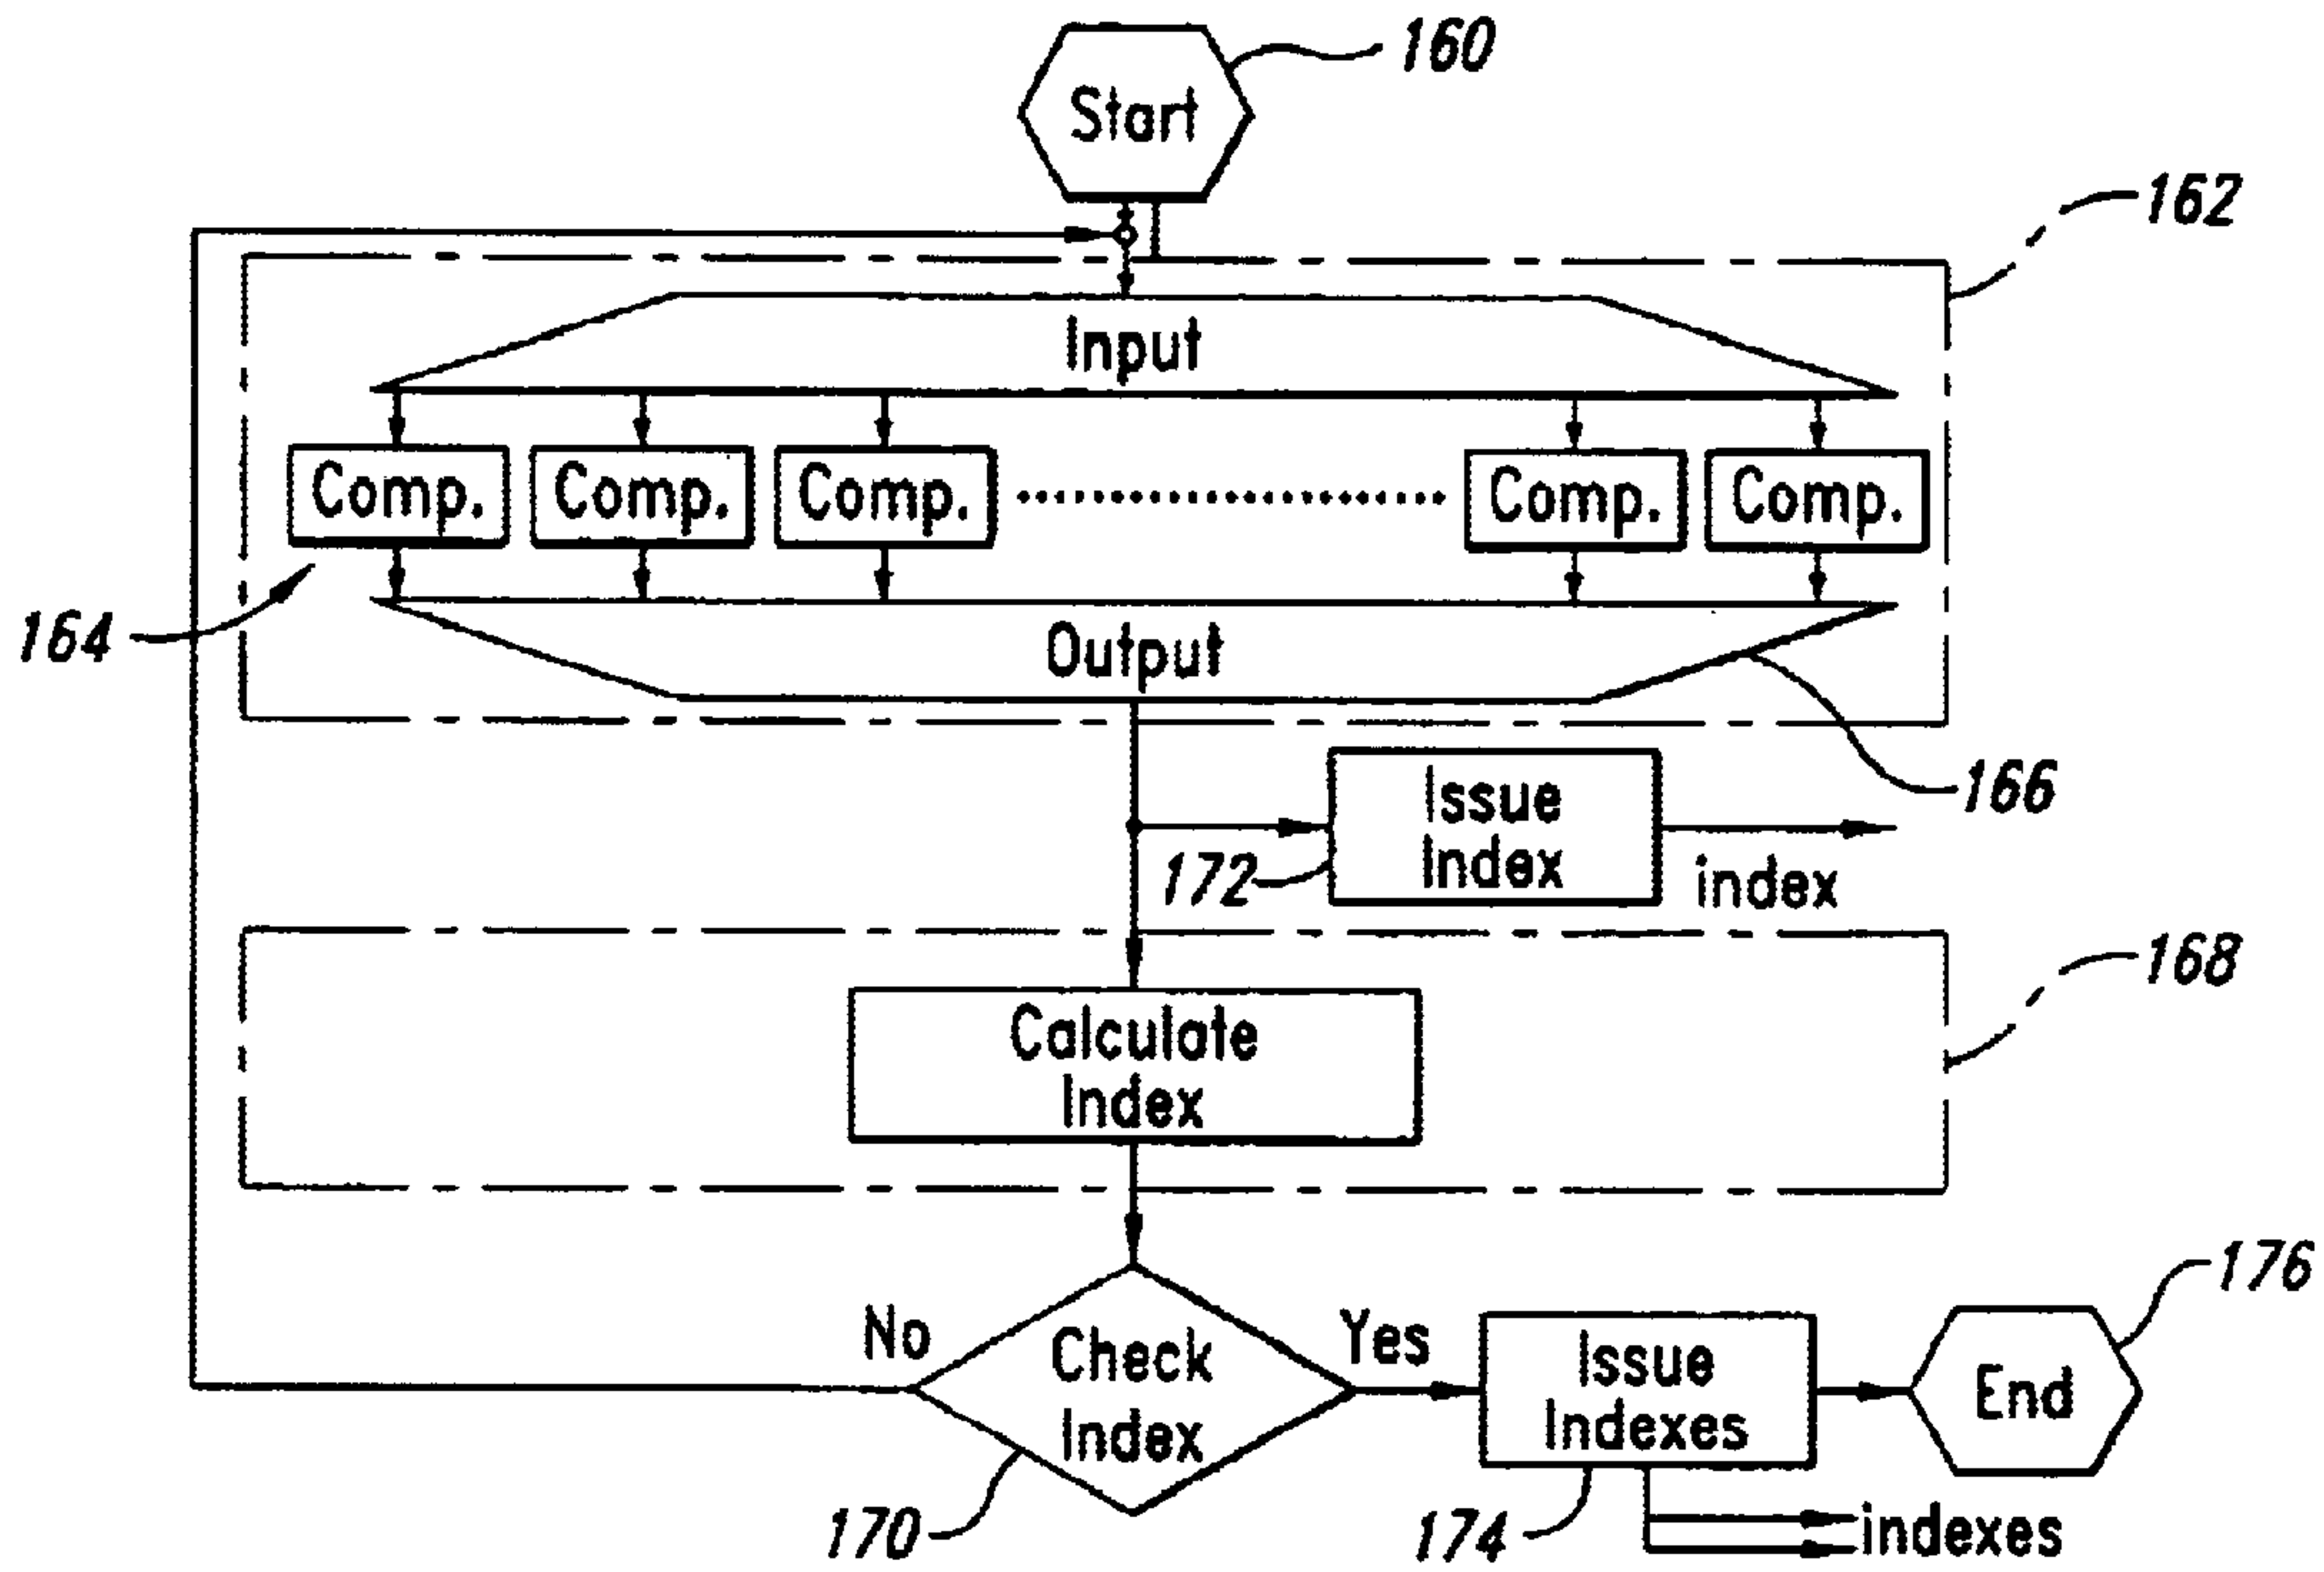 160
Start
162
Input
Comp. Comp. Comp. Comp. Comp.
164
Output
166
Issue
Index
172
index
168
Calculate
Index
176
No
Yes
Check
Index
Issue
Indexes
End
170
174
indexes